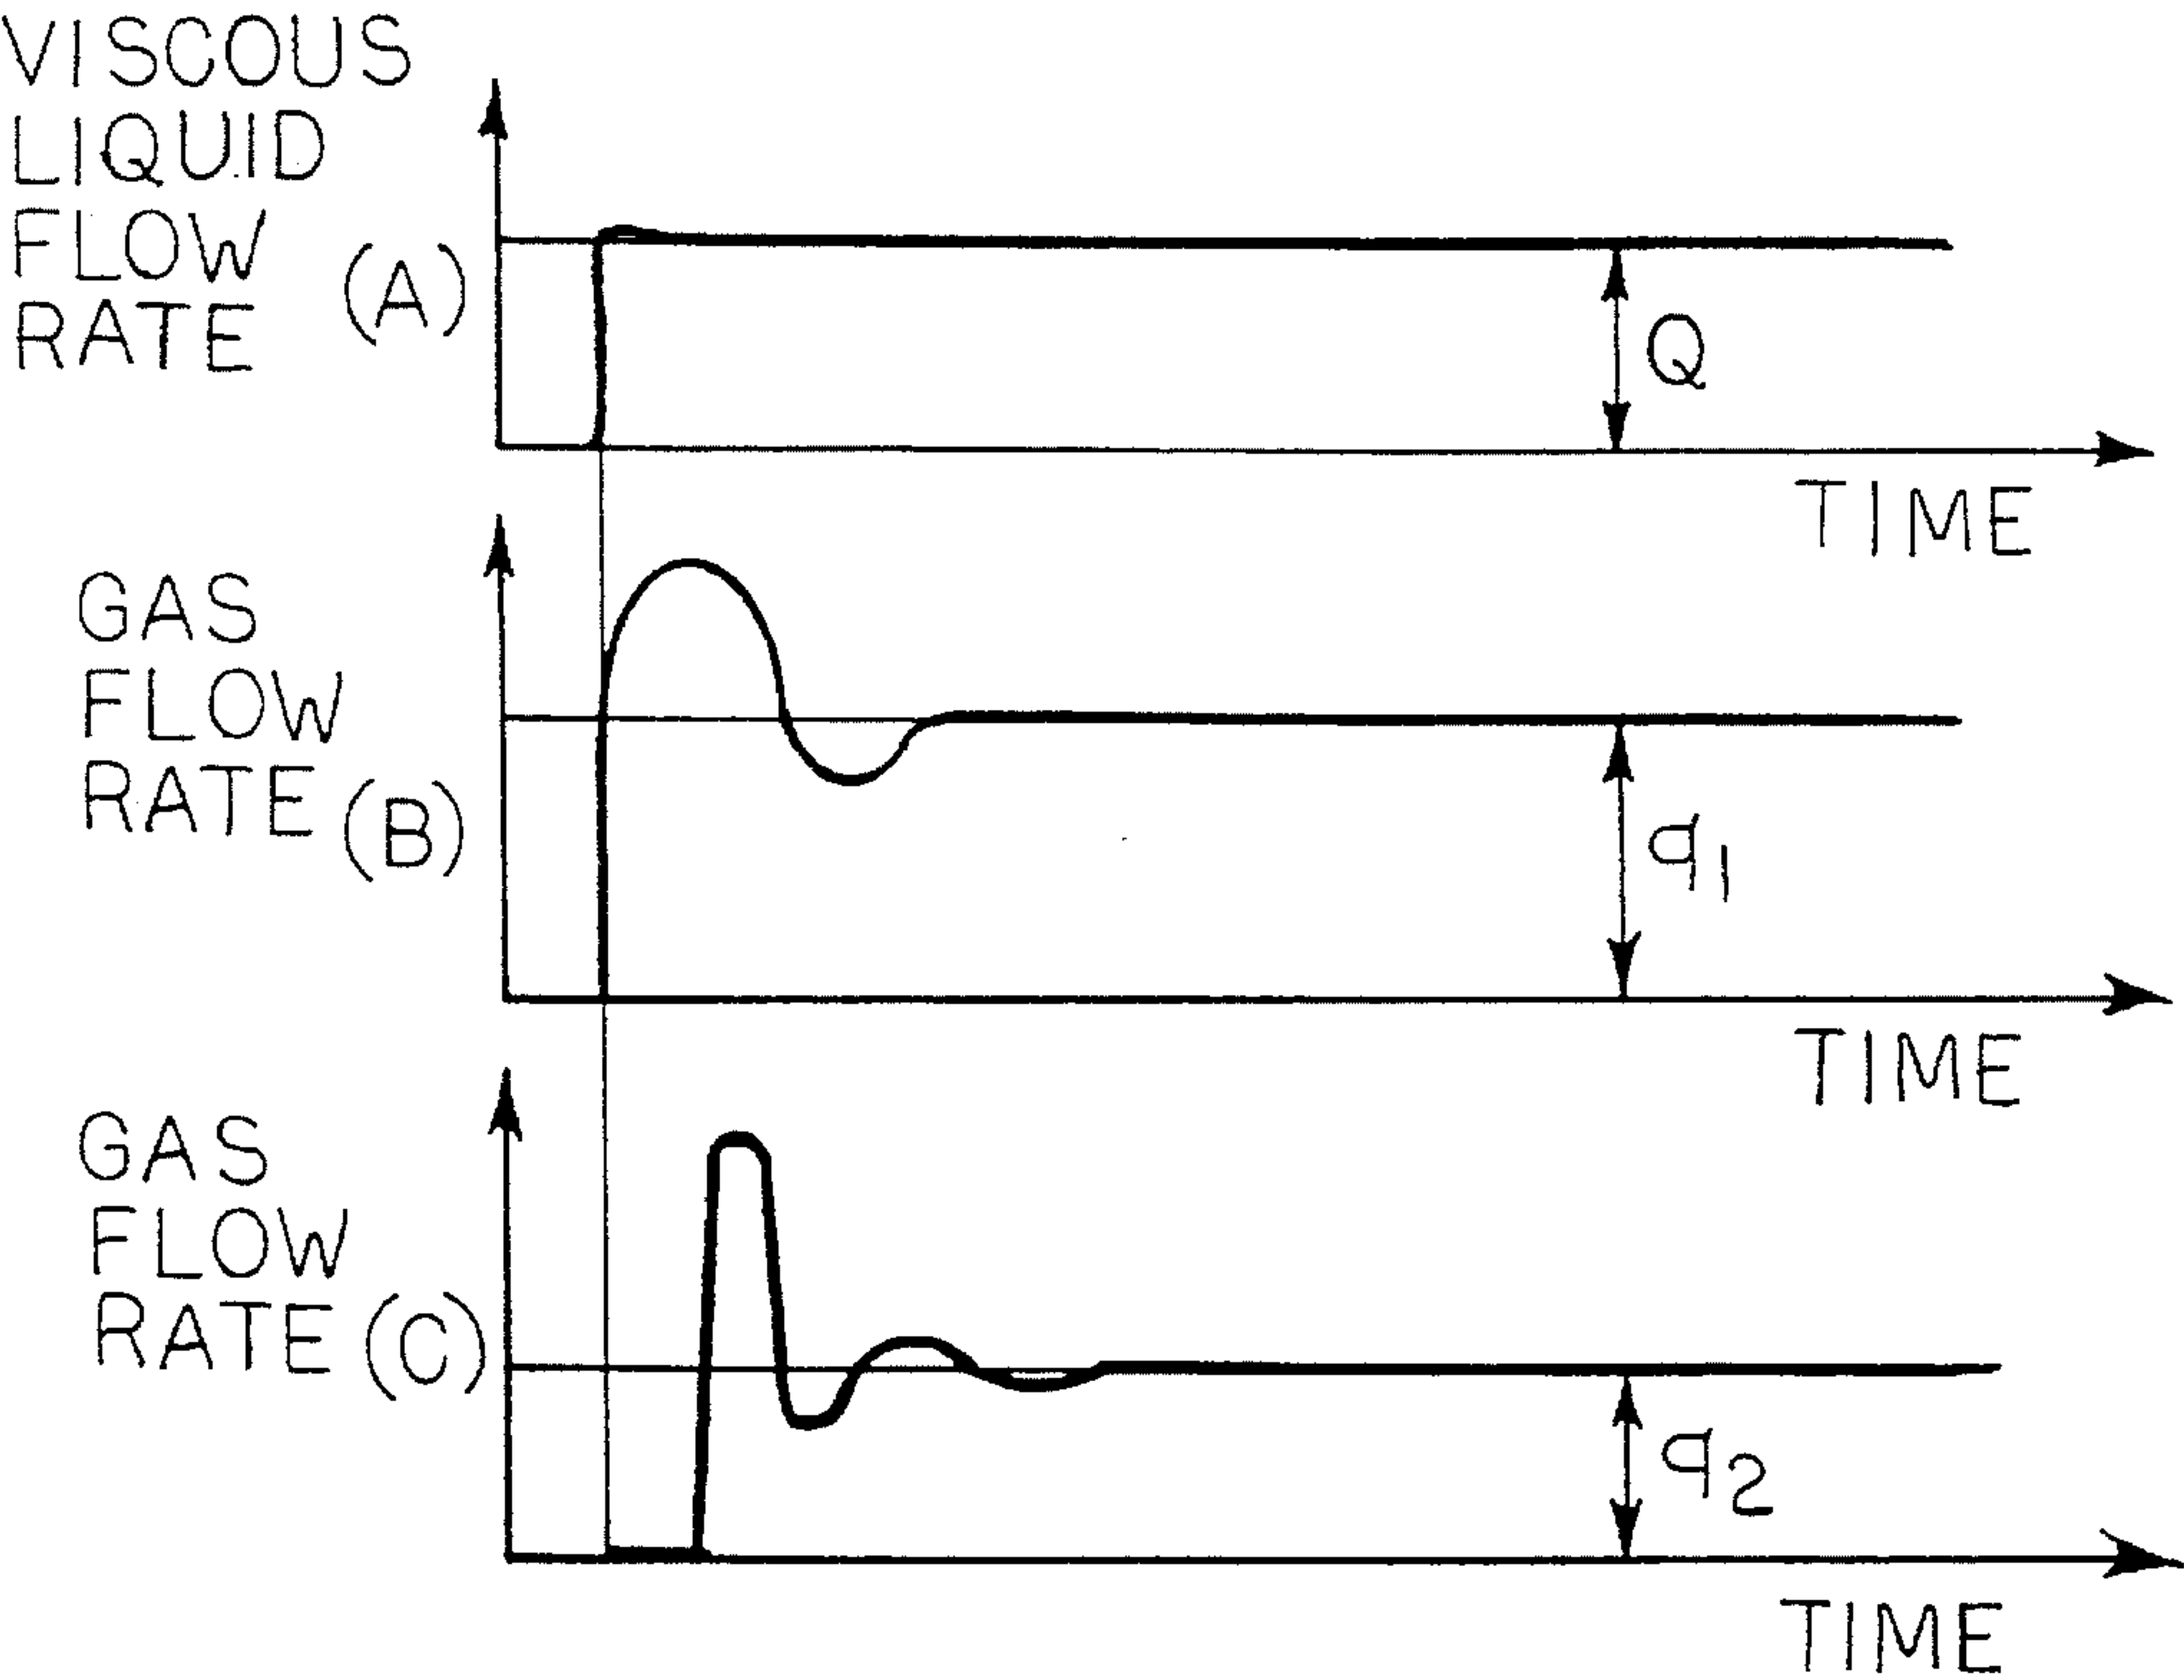 VISCOUS
LIQUID
FLOW
RATE
(A)
Q
TIME
GAS
FLOW
RATE
(B)
q1
TIME
GAS
FLOW
RATE (C)
q2
TIME